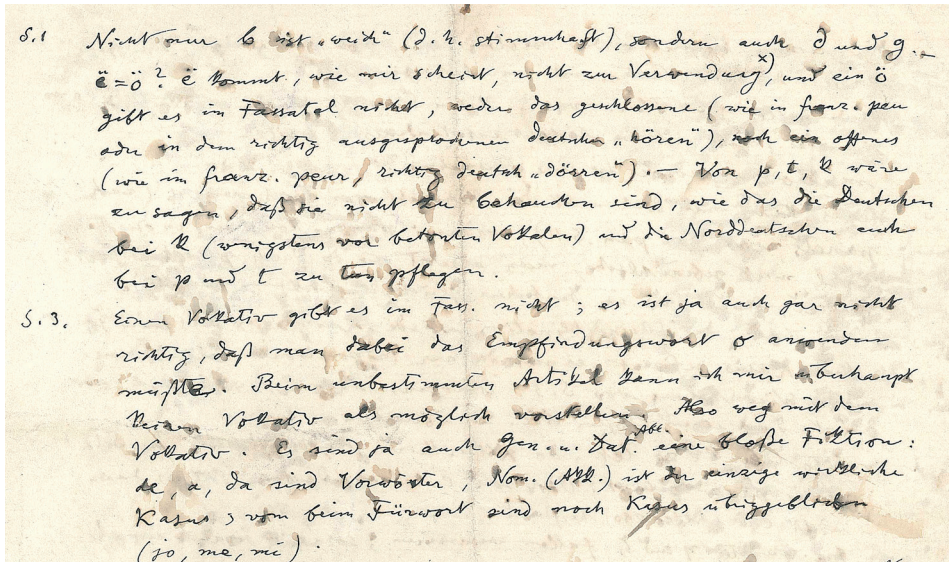 S.1 Nicht nur b ist „weich“ (d. h. stimmhaft), sondern auch d und g. –
ë = ö? ë kommt, wie mir scheint, nicht zur Verwendung x), und ein ö
gibt es im Fassatal nicht, weder das geschlossene (wie in franz. peu
oder in dem richtig ausgesprochenen deutschen „hören“), noch ein offenes
(wie im franz. peur, richtig deutsch „dörren“). – Von p, t, k wäre
zu sagen, daß sie nicht zu behauchen sind, wie das die Deutschen
bei k (wenigstens vor betonten Vokalen) und die Norddeutschen auch
bei p und t zu tun pflegen.
S. 3. Einen Vokativ gibt es im Fass. nicht; es ist ja auch gar nicht
richtig, daß man dabei das Empfindungswort o anwenden
müßte. Beim unbestimmten Artikel kann ich mir überhaupt
keinen Vokativ als möglich vorstellen. Also weg mit dem
Vokativ. Es sind ja auch Gen. u. Dat. Abl. eine bloße Fiktion:
de, a, da sind Vorwörter, Nom. (Akk.) ist der einzige wirkliche
Kasus; beim Fürwort sind noch Kasus übriggeblieben
(jo, me, mi).